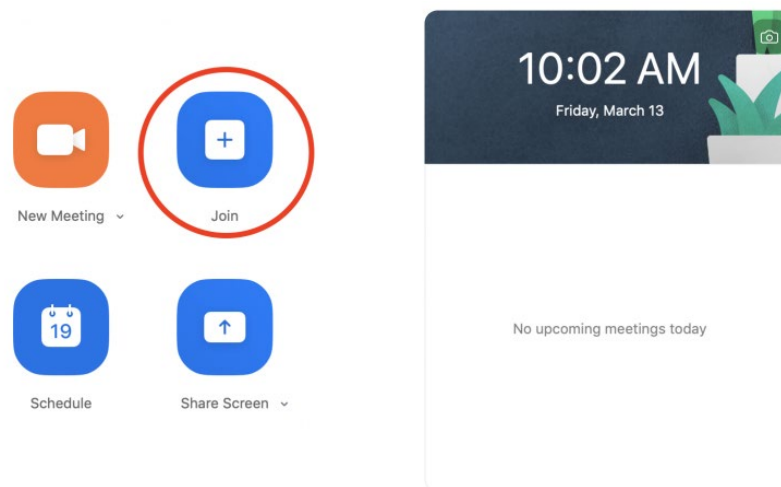 10:02 AM
Friday, March 13
New Meeting
Join
19
Schedule
Share Screen
No upcoming meetings today